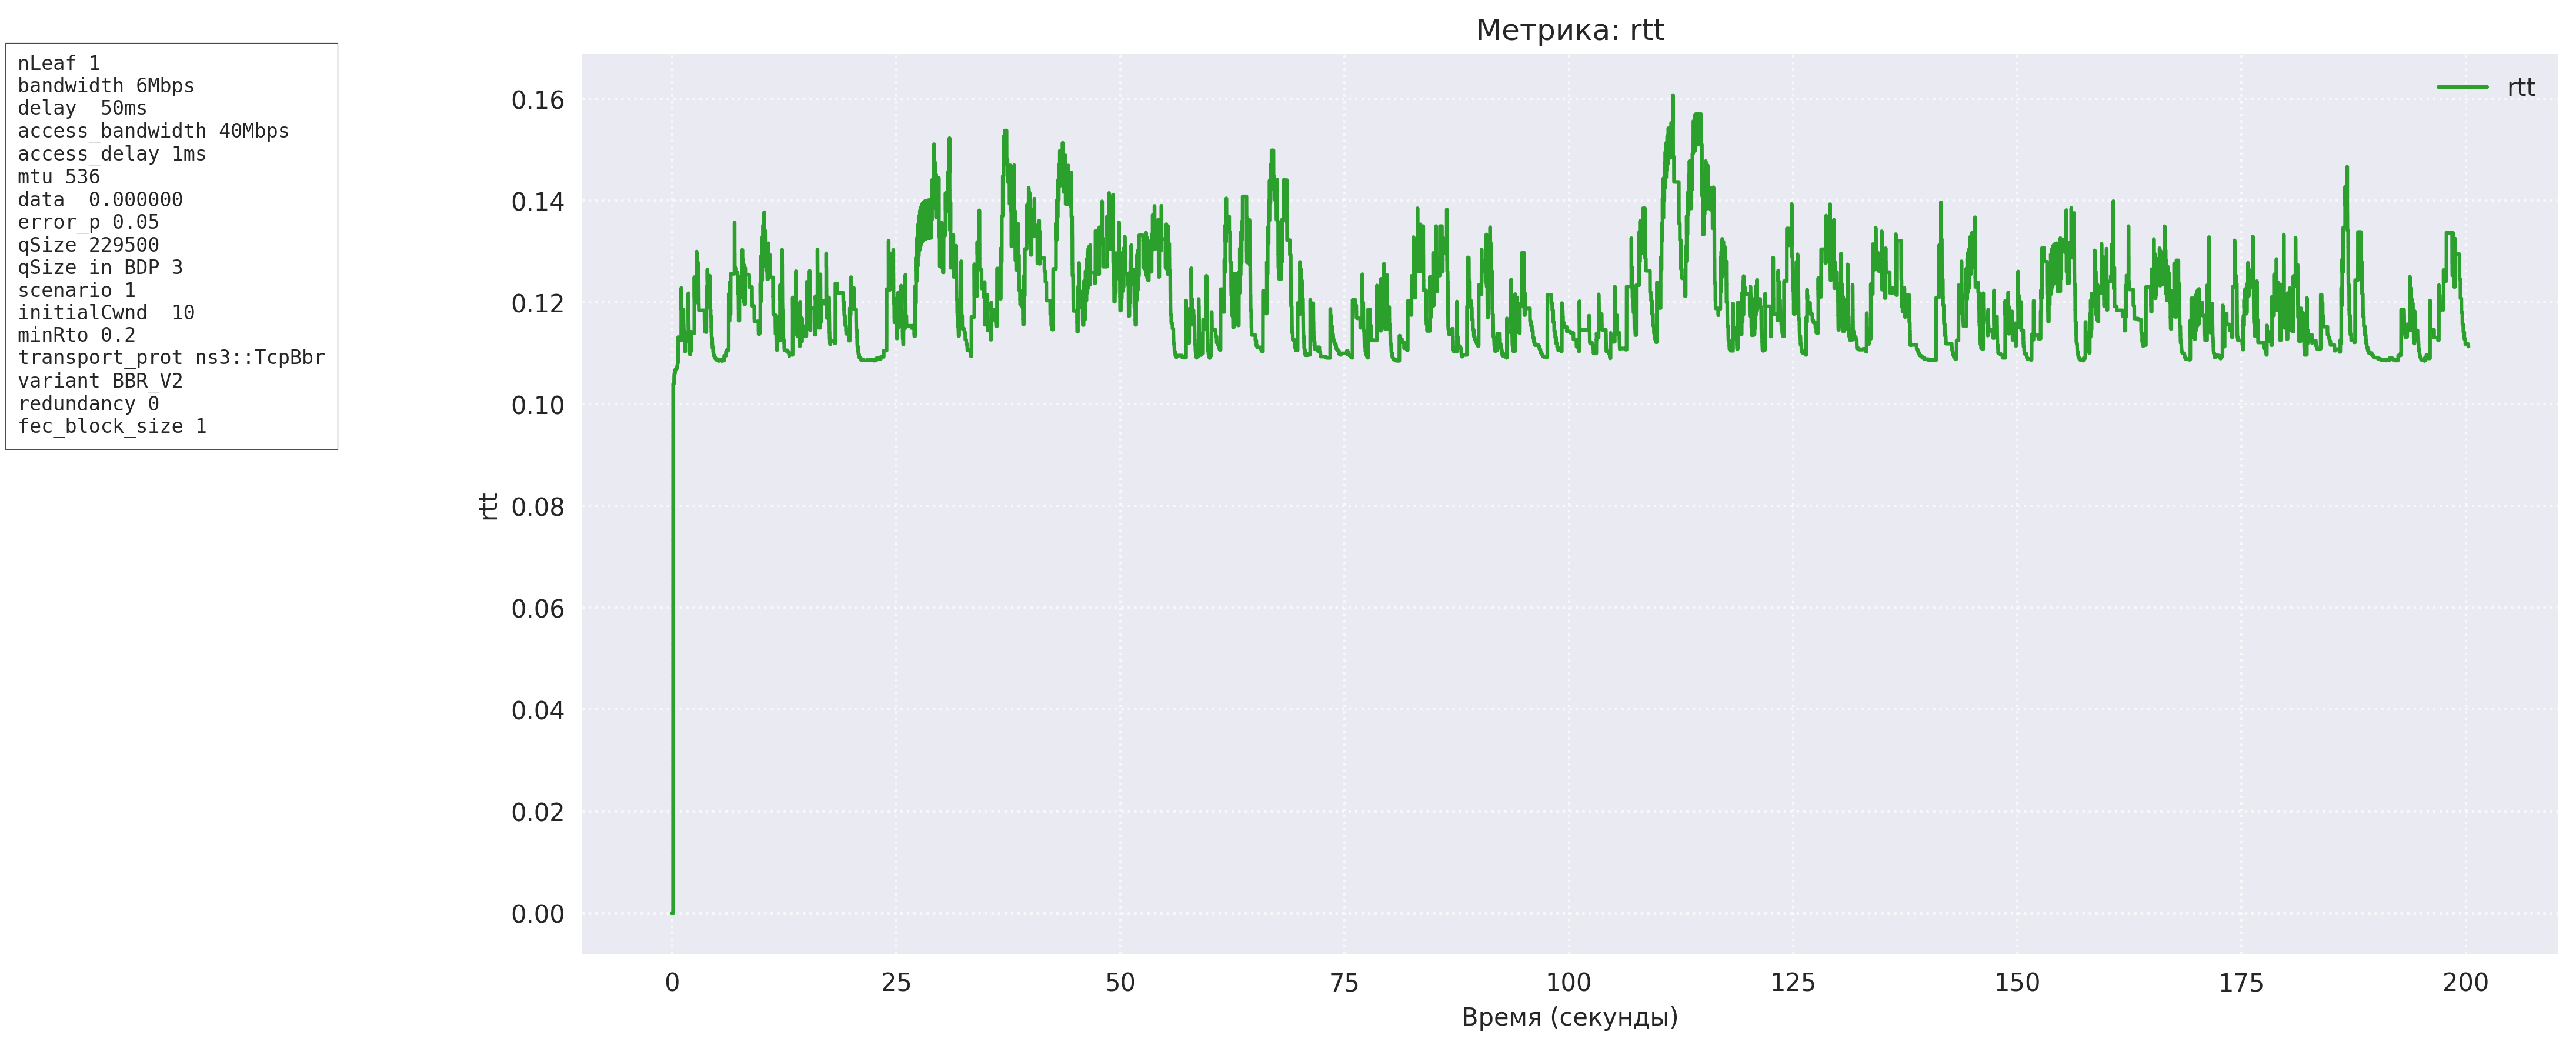 Метрика: rtt
nLeaf 1
bandwidth 6Mbps
delay  50ms
access_bandwidth 40Mbps
access_delay 1ms
mtu 536
data  0.000000
error_p 0.05
qSize 229500
qSize in BDP 3
scenario 1
initialCwnd  10
minRto 0.2
transport_prot ns3::TcpBbr
variant BBR_V2
redundancy 0
fec_block_size 1
rtt
0.16
0.14
0.12
0.10
0.08
0.06
0.04
0.02
0.00
rtt
0 25 50 75 100 125 150 175 200
Время (секунды)